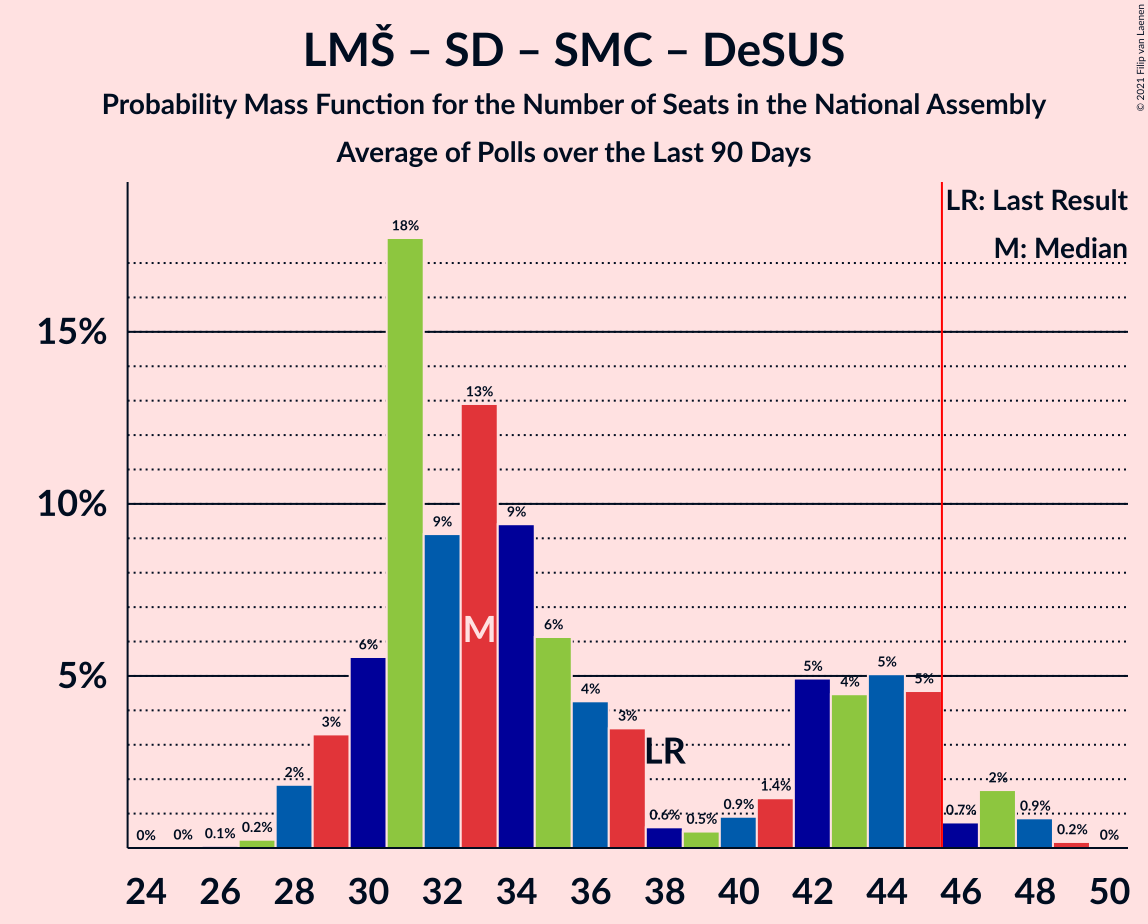 LMŠ – SD – SMC – DeSUS
Probability Mass Function for the Number of Seats in the National Assembly
Average of Polls over the Last 90 Days
© 2021 Filip van Laenen
LR: Last Result
M: Median
15%
10%
5%
0% 0% 0.1% 0.2% 2% 3% 6% 18% 9% 13% 9% 6% 4% 3% 0.6% 0.5% 0.9% 1.4% 5% 4% 5% 5% 0.7% 2% 0.9% 0.2% 0%
M
LR
24 26 28 30 32 34 36 38 40 42 44 46 48 50